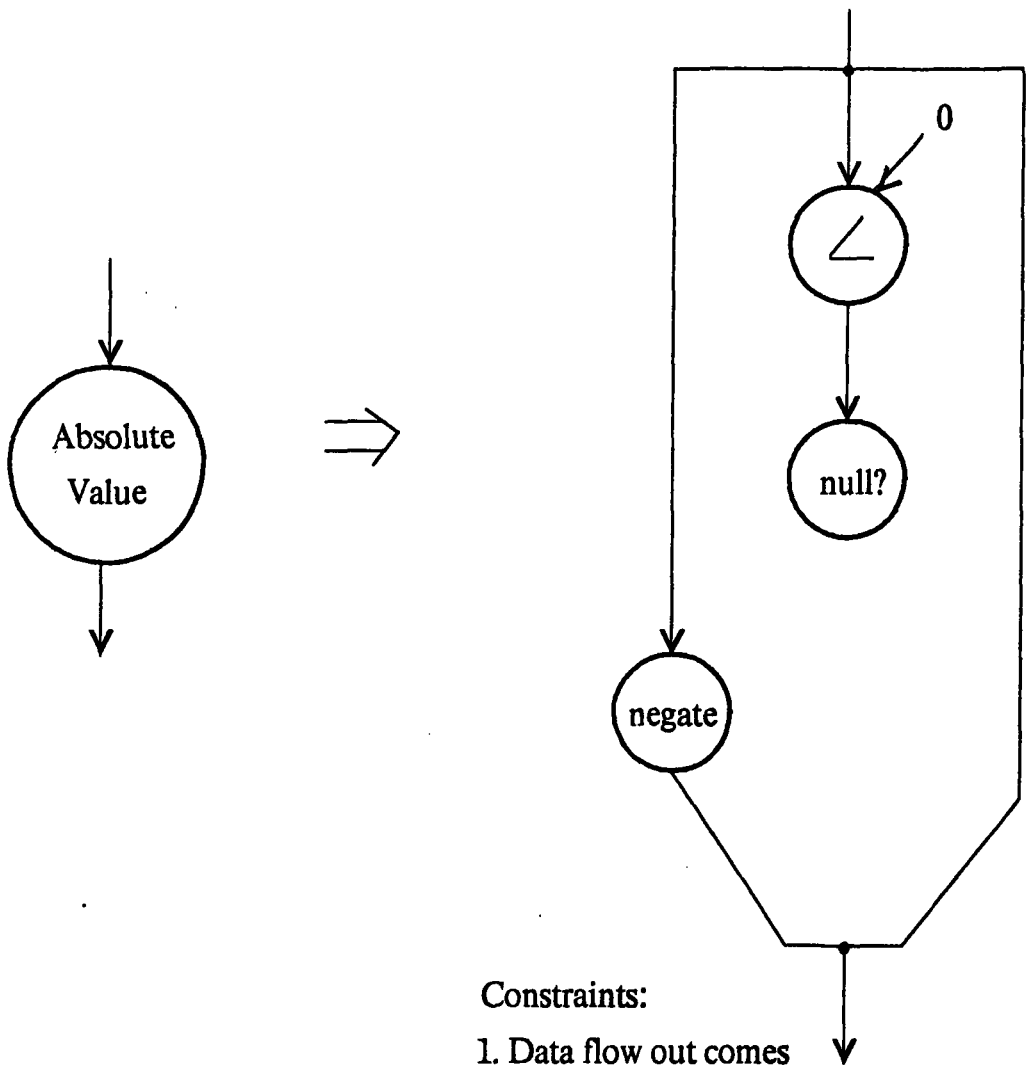 0
<
Absolute
Value
null?
negate
Constraints:
1. Data flow out comes